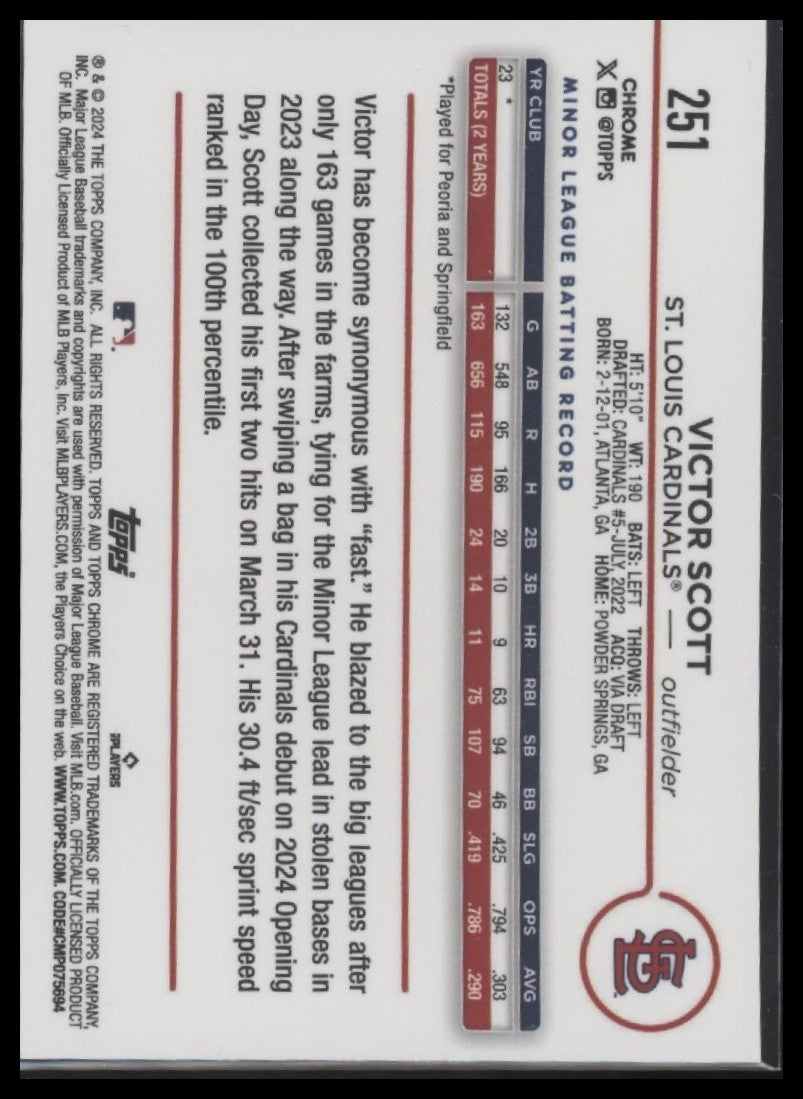 251
VICTOR SCOTT
ST. LOUIS CARDINALS® — outfielder
CHROME
@TOPPS
HT: 5'10" WT: 190 BATS: LEFT THROWS: LEFT
DRAFTED: CARDINALS #5-JULY, 2022 ACQ: VIA DRAFT
BORN: 2-12-01, ATLANTA, GA HOME: POWDER SPRINGS, GA
MINOR LEAGUE BATTING RECORD
YR CLUB G AB R H 2B 3B HR RBI SB BB SLG OPS AVG
23 * 132 548 95 166 20 10 9 63 94 46 .425 .794 .303
TOTALS (2 YEARS) 163 656 115 190 24 14 11 75 107 70 .419 .786 .290
*Played for Peoria and Springfield
Victor has become synonymous with “fast.” He blazed to the big leagues after
only 163 games in the farms, tying for the Minor League lead in stolen bases in
2023 along the way. After swiping a bag in his Cardinals debut on 2024 Opening
Day, Scott collected his first two hits on March 31. His 30.4 ft/sec sprint speed
ranked in the 100th percentile.
topps
PLAYERS
® & © 2024 THE TOPPS COMPANY, INC. ALL RIGHTS RESERVED. TOPPS AND TOPPS CHROME ARE REGISTERED TRADEMARKS OF THE TOPPS COMPANY,
INC. Major League Baseball trademarks and copyrights are used with permission of Major League Baseball. Visit MLB.com. OFFICIALLY LICENSED PRODUCT
OF MLB. Officially Licensed Product of MLB Players, Inc. Visit MLBPLAYERS.COM, the Players Choice on the web. WWW.TOPPS.COM. CODE#CMP075694